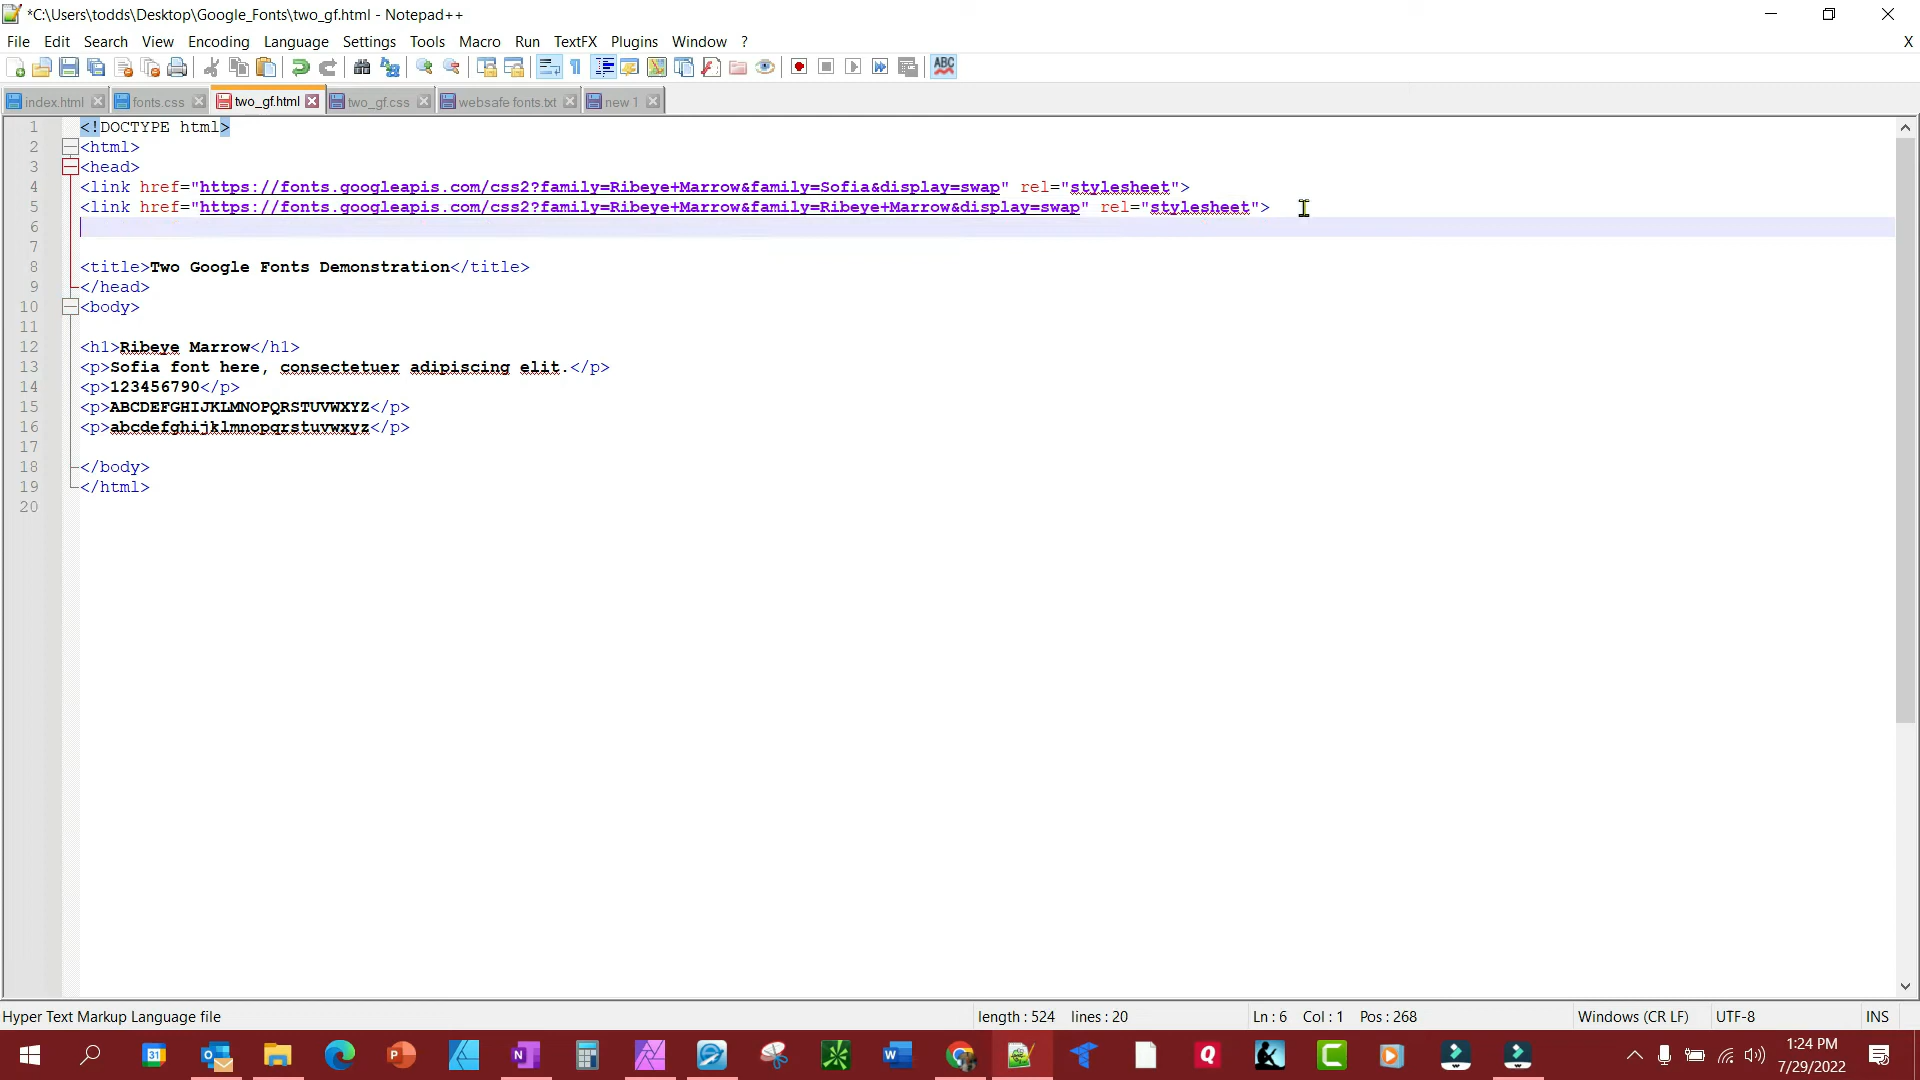 *C:\Users\todds\Desktop\Google_Fonts\two_gf.html - Notepad++
File Edit Search View Encoding Language Settings Tools Macro Run TextFX Plugins Window ? X
index.html fonts.css two_gf.html two_gf.css websafe fonts.txt new 1
1 <!DOCTYPE html>
2 <html>
3 <head>
4 <link href="https://fonts.googleapis.com/css2?family=Ribeye+Marrow&family=Sofia&display=swap" rel="stylesheet">
5 <link href="https://fonts.googleapis.com/css2?family=Ribeye+Marrow&family=Ribeye+Marrow&display=swap" rel="stylesheet">
6
7
8 <title>Two Google Fonts Demonstration</title>
9 </head>
10 <body>
11
12 <h1>Ribeye Marrow</h1>
13 <p>Sofia font here, consectetuer adipiscing elit.</p>
14 <p>123456790</p>
15 <p>ABCDEFGHIJKLMNOPQRSTUVWXYZ</p>
16 <p>abcdefghijklmnopqrstuvwxyz</p>
17
18 </body>
19 </html>
20
Hyper Text Markup Language file length : 524 lines : 20 Ln : 6 Col : 1 Pos : 268 Windows (CR LF) UTF-8 INS
1:24 PM
7/29/2022